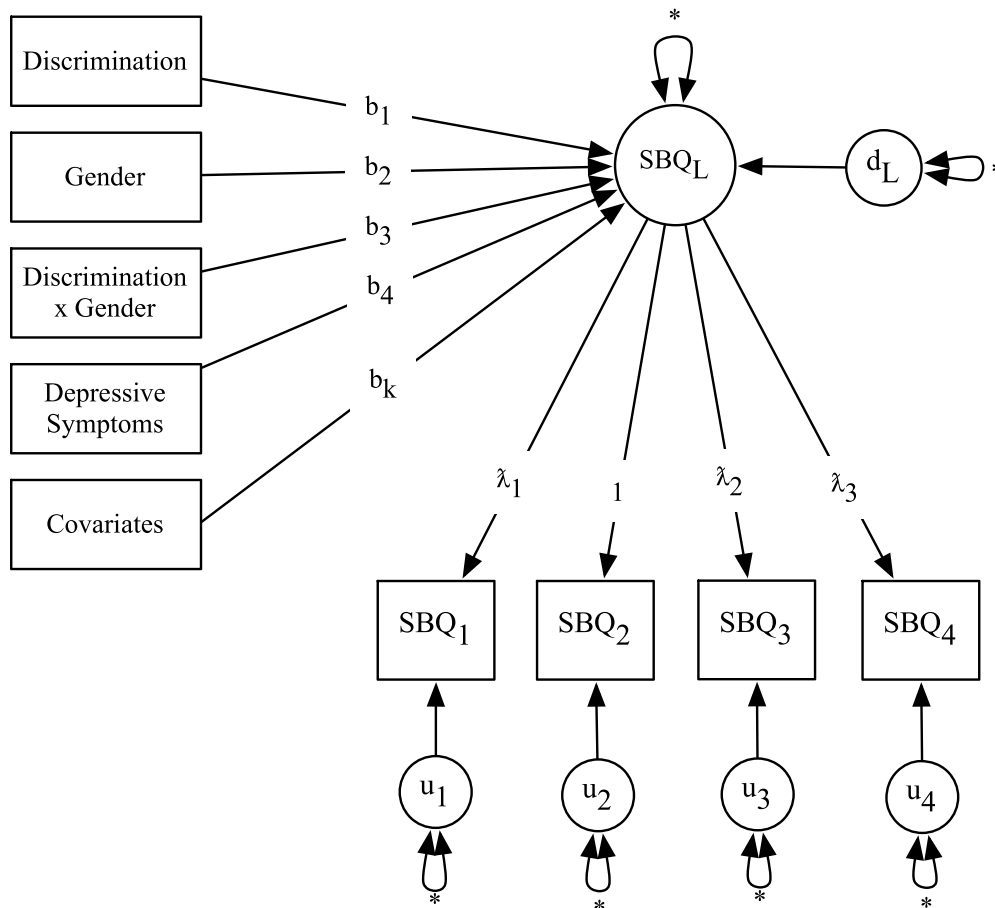 *
Discrimination
b1
SBQL
dL
*
Gender
b2
b3
Discrimination
x Gender
b4
Depressive
Symptoms
bk
Covariates
λ1
1
λ2
λ3
SBQ1
SBQ2
SBQ3
SBQ4
u1
u2
u3
u4
*
*
*
*